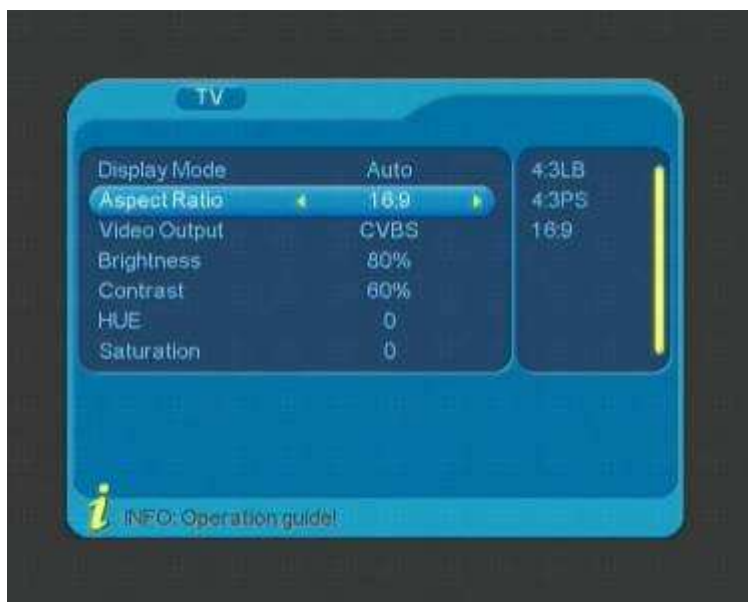 TV
Display Mode Auto
Aspect Ratio 16:9
Video Output CVBS
Brightness 80%
Contrast 60%
HUE 0
Saturation 0
4:3LB
4:3PS
16:9
i INFO: Operation guide!